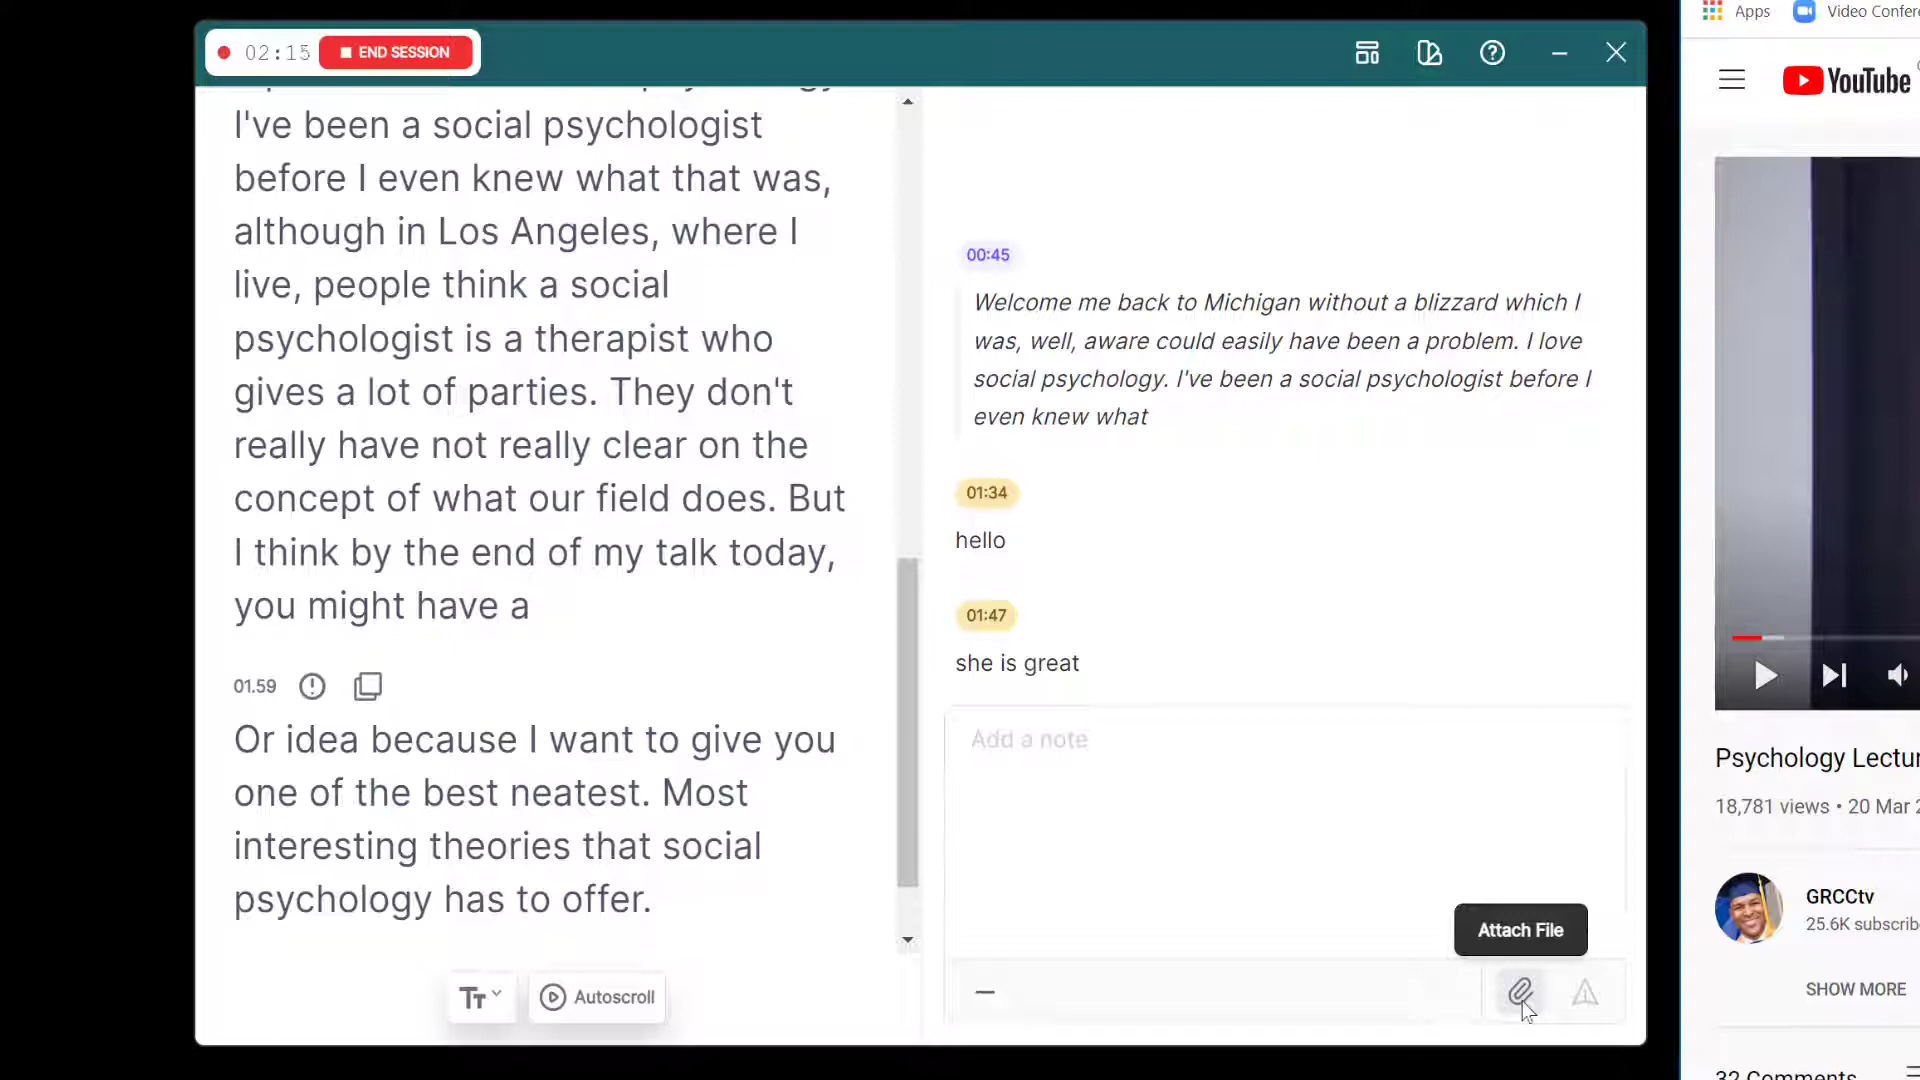 02:15
END SESSION
I've been a social psychologist
before I even knew what that was,
although in Los Angeles, where I
live, people think a social
psychologist is a therapist who
gives a lot of parties. They don't
really have not really clear on the
concept of what our field does. But
I think by the end of my talk today,
you might have a
01.59
Or idea because I want to give you
one of the best neatest. Most
interesting theories that social
psychology has to offer.
Autoscroll
00:45
Welcome me back to Michigan without a blizzard which I
was, well, aware could easily have been a problem. I love
social psychology. I've been a social psychologist before I
even knew what
01:34
hello
01:47
she is great
Add a note
Attach File
Apps
Video Confere
YouTube
Psychology Lectur
18,781 views • 20 Mar 2
GRCCtv
25.6K subscrib
SHOW MORE
32 Comments